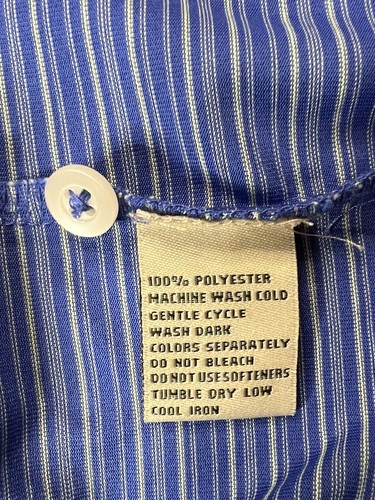 100% POLYESTER
MACHINE WASH COLD
GENTLE CYCLE
WASH DARK
COLORS SEPARATELY
DO NOT BLEACH
DO NOT USE SOFTENERS
TUMBLE DRY LOW
COOL IRON